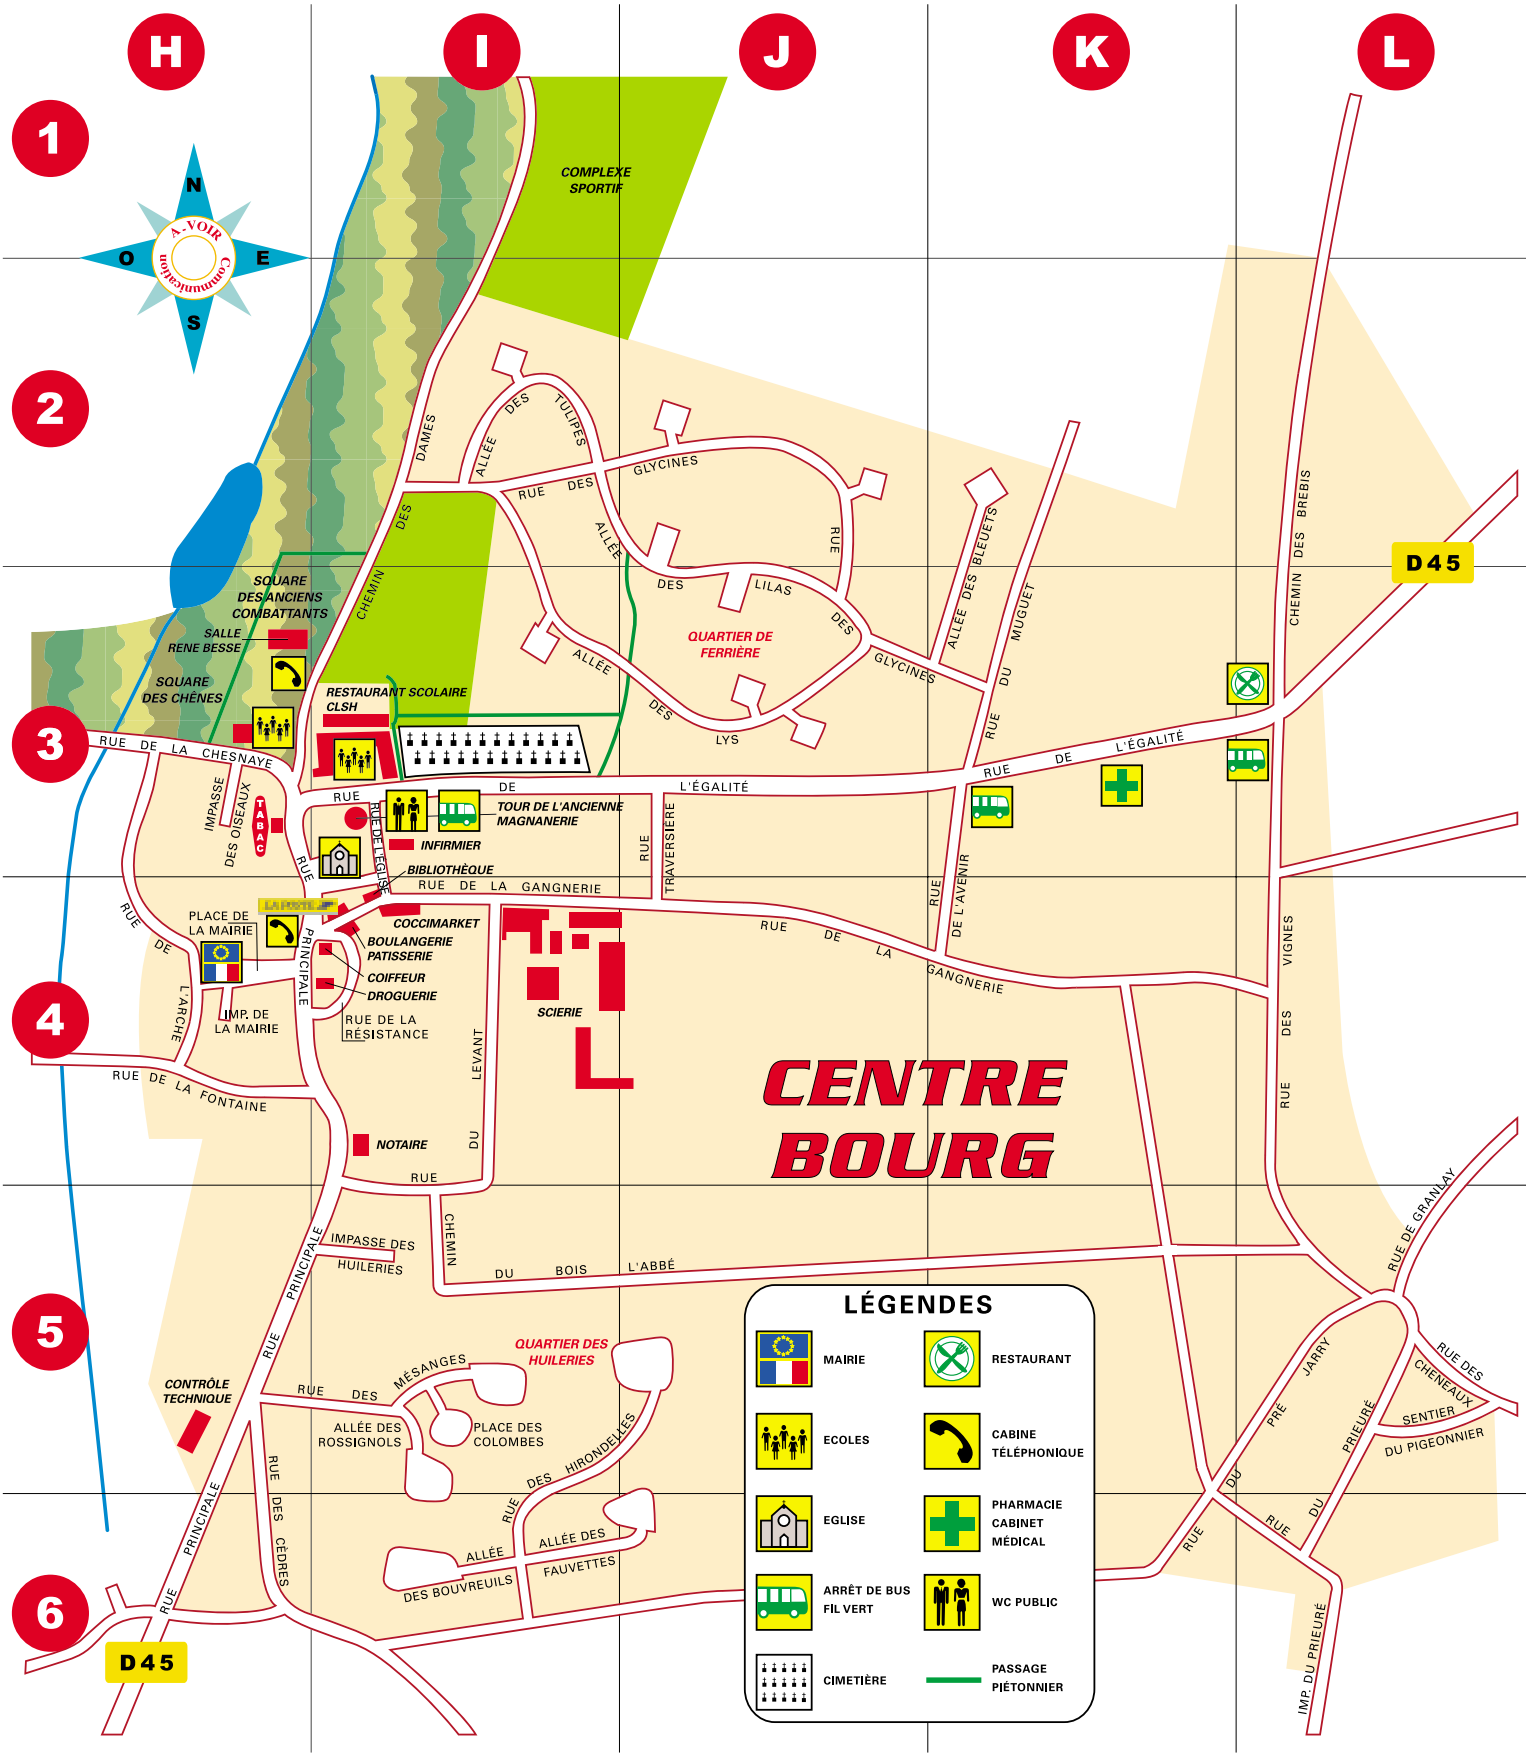 H
I
J
K
L
1
2
3
4
5
6
N
O
E
S
A-VOIR
Communication
COMPLEXE
SPORTIF
ALLÉE DES TULIPES
RUE DES GLYCINES
CHEMIN DES DAMES
ALLÉE DES LILAS
RUE DES GLYCINES
ALLEE DES BLEUETS
RUE DU MUGUET
CHEMIN DES BREBIS
D45
SQUARE
DES ANCIENS
COMBATTANTS
SALLE
RENE BESSE
SQUARE
DES CHÊNES
QUARTIER DE
FERRIÈRE
ALLÉE DES LYS
RESTAURANT SCOLAIRE
CLSH
RUE DE LA CHESNAYE
IMPASSE
DES OISEAUX
TABAC
RUE DE L'ÉGALITÉ
RUE DE L'ÉGALITÉ
TOUR DE L'ANCIENNE
MAGNANERIE
INFIRMIER
RUE DE L'ÉGLISE
BIBLIOTHÈQUE
RUE TRAVERSIÈRE
RUE DE L'AVENIR
RUE DE LA GANGNERIE
RUE DE LA GANGNERIE
LA POSTE
PLACE DE
LA MAIRIE
RUE PRINCIPALE
COCCIMARKET
BOULANGERIE
PATISSERIE
COIFFEUR
DROGUERIE
RUE DE L'ARCHE
IMP. DE
LA MAIRIE
RUE DE LA
RÉSISTANCE
SCIERIE
RUE DES VIGNES
RUE DE LA FONTAINE
CENTRE
BOURG
NOTAIRE
RUE DU LEVANT
IMPASSE DES
HUILERIES
CHEMIN DU BOIS L'ABBÉ
RUE PRINCIPALE
RUE DE GRANLAY
QUARTIER DES
HUILERIES
CONTRÔLE
TECHNIQUE
RUE DES MÉSANGES
ALLÉE DES
ROSSIGNOLS
PLACE DES
COLOMBES
RUE DES HIRONDELLES
RUE DES CÈDRES
RUE PRINCIPALE
ALLÉE
DES BOUVREUILS
ALLÉE DES
FAUVETTES
D45
RUE DU PRÉ JARRY
RUE DES
CHENEAUX
SENTIER
DU PIGEONNIER
RUE DU PRIEURÉ
IMP. DU PRIEURÉ
LÉGENDES
MAIRIE
RESTAURANT
ECOLES
CABINE
TÉLÉPHONIQUE
EGLISE
PHARMACIE
CABINET
MÉDICAL
ARRÊT DE BUS
FIL VERT
WC PUBLIC
CIMETIÈRE
PASSAGE
PIÉTONNIER